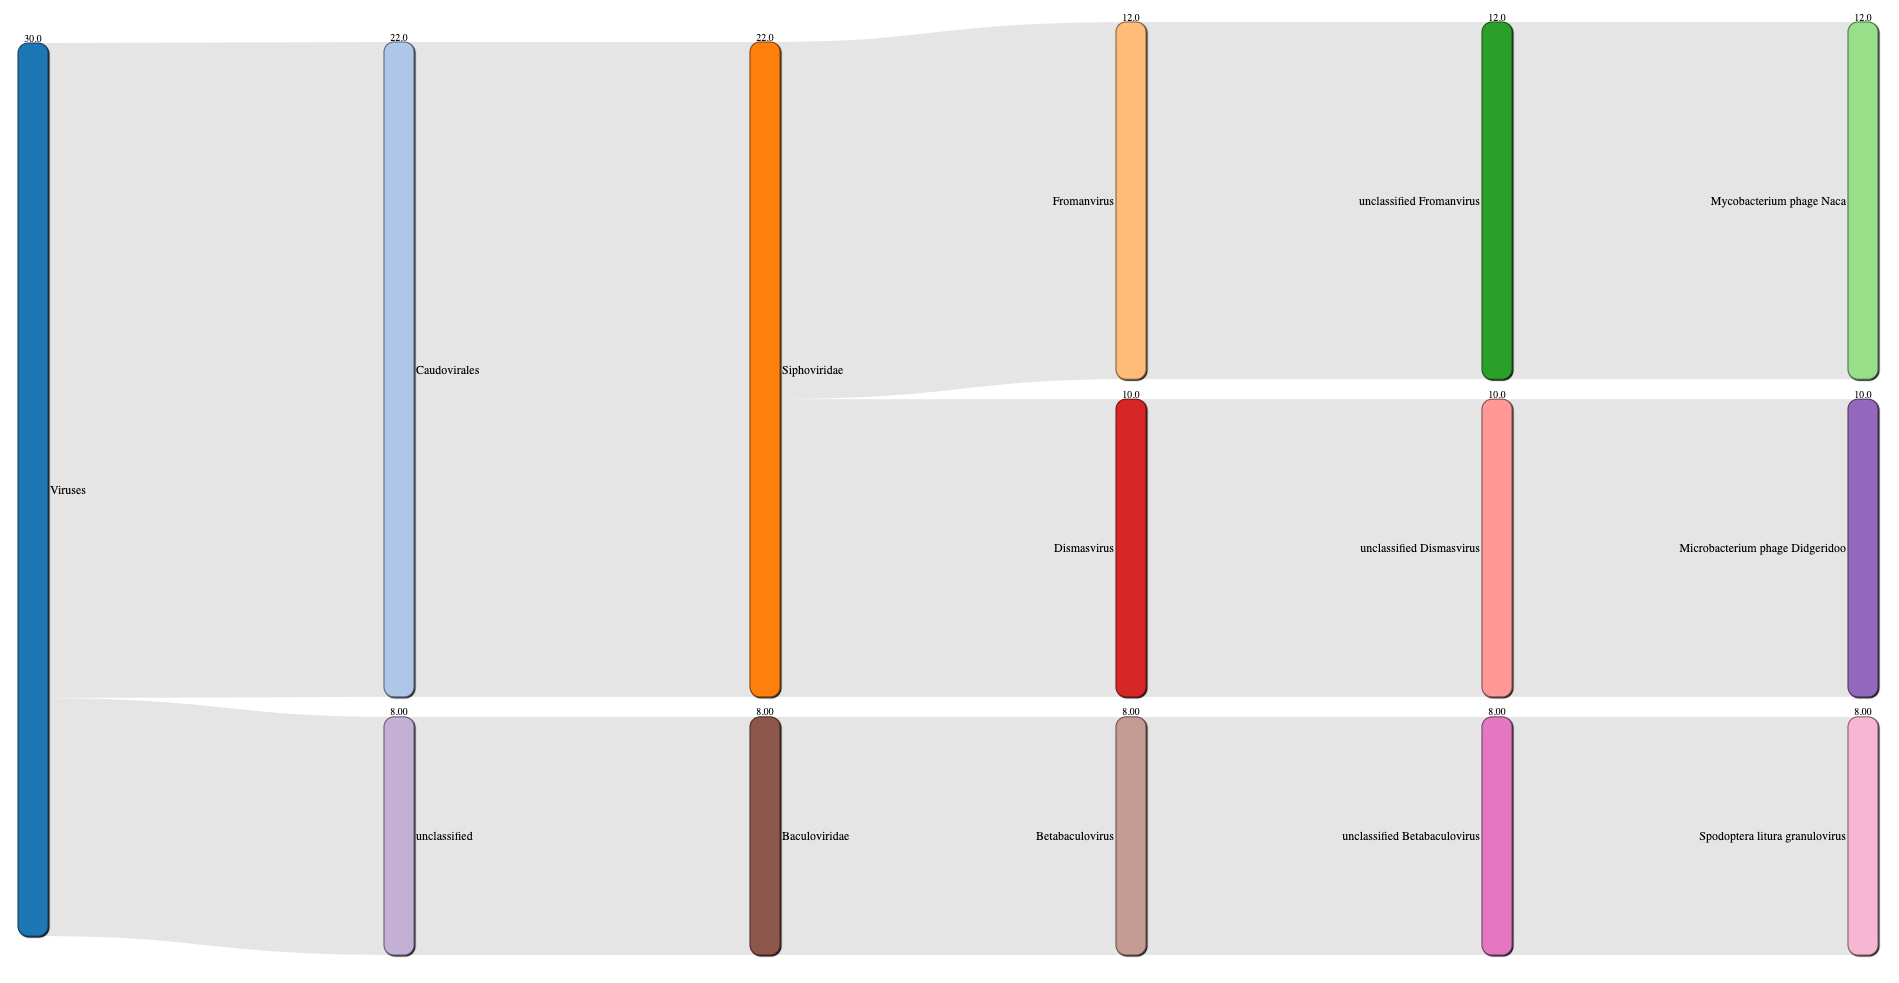 12.0
12.0
12.0
30.0
22.0
22.0
Fromanvirus
unclassified Fromanvirus
Mycobacterium phage Naca
Caudovirales
Siphoviridae
10.0
10.0
10.0
Viruses
Dismasvirus
unclassified Dismasvirus
Microbacterium phage Didgeridoo
8.00
8.00
8.00
8.00
8.00
unclassified
Baculoviridae
Betabaculovirus
unclassified Betabaculovirus
Spodoptera litura granulovirus